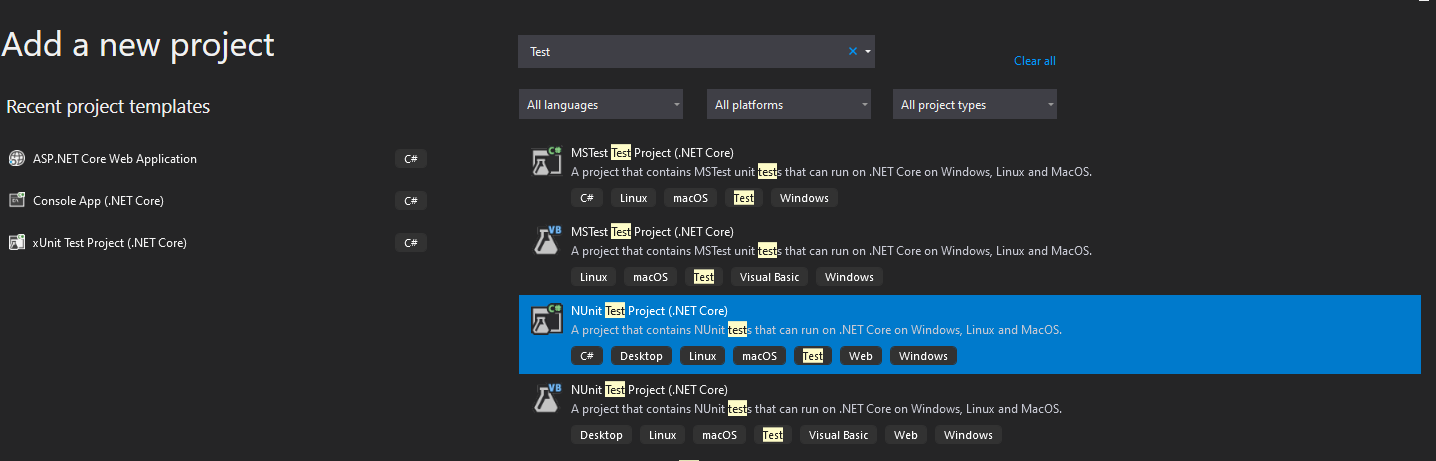 Add a new project
Recent project templates
ASP.NET Core Web Application C#
Console App (.NET Core) C#
xUnit Test Project (.NET Core) C#
Test
Clear all
All languages All platforms All project types
MSTest Test Project (.NET Core)
A project that contains MSTest unit tests that can run on .NET Core on Windows, Linux and MacOS.
C# Linux macOS Test Windows
MSTest Test Project (.NET Core)
A project that contains MSTest unit tests that can run on .NET Core on Windows, Linux and MacOS.
Linux macOS Test Visual Basic Windows
NUnit Test Project (.NET Core)
A project that contains NUnit tests that can run on .NET Core on Windows, Linux and MacOS.
C# Desktop Linux macOS Test Web Windows
NUnit Test Project (.NET Core)
A project that contains NUnit tests that can run on .NET Core on Windows, Linux and MacOS.
Desktop Linux macOS Test Visual Basic Web Windows